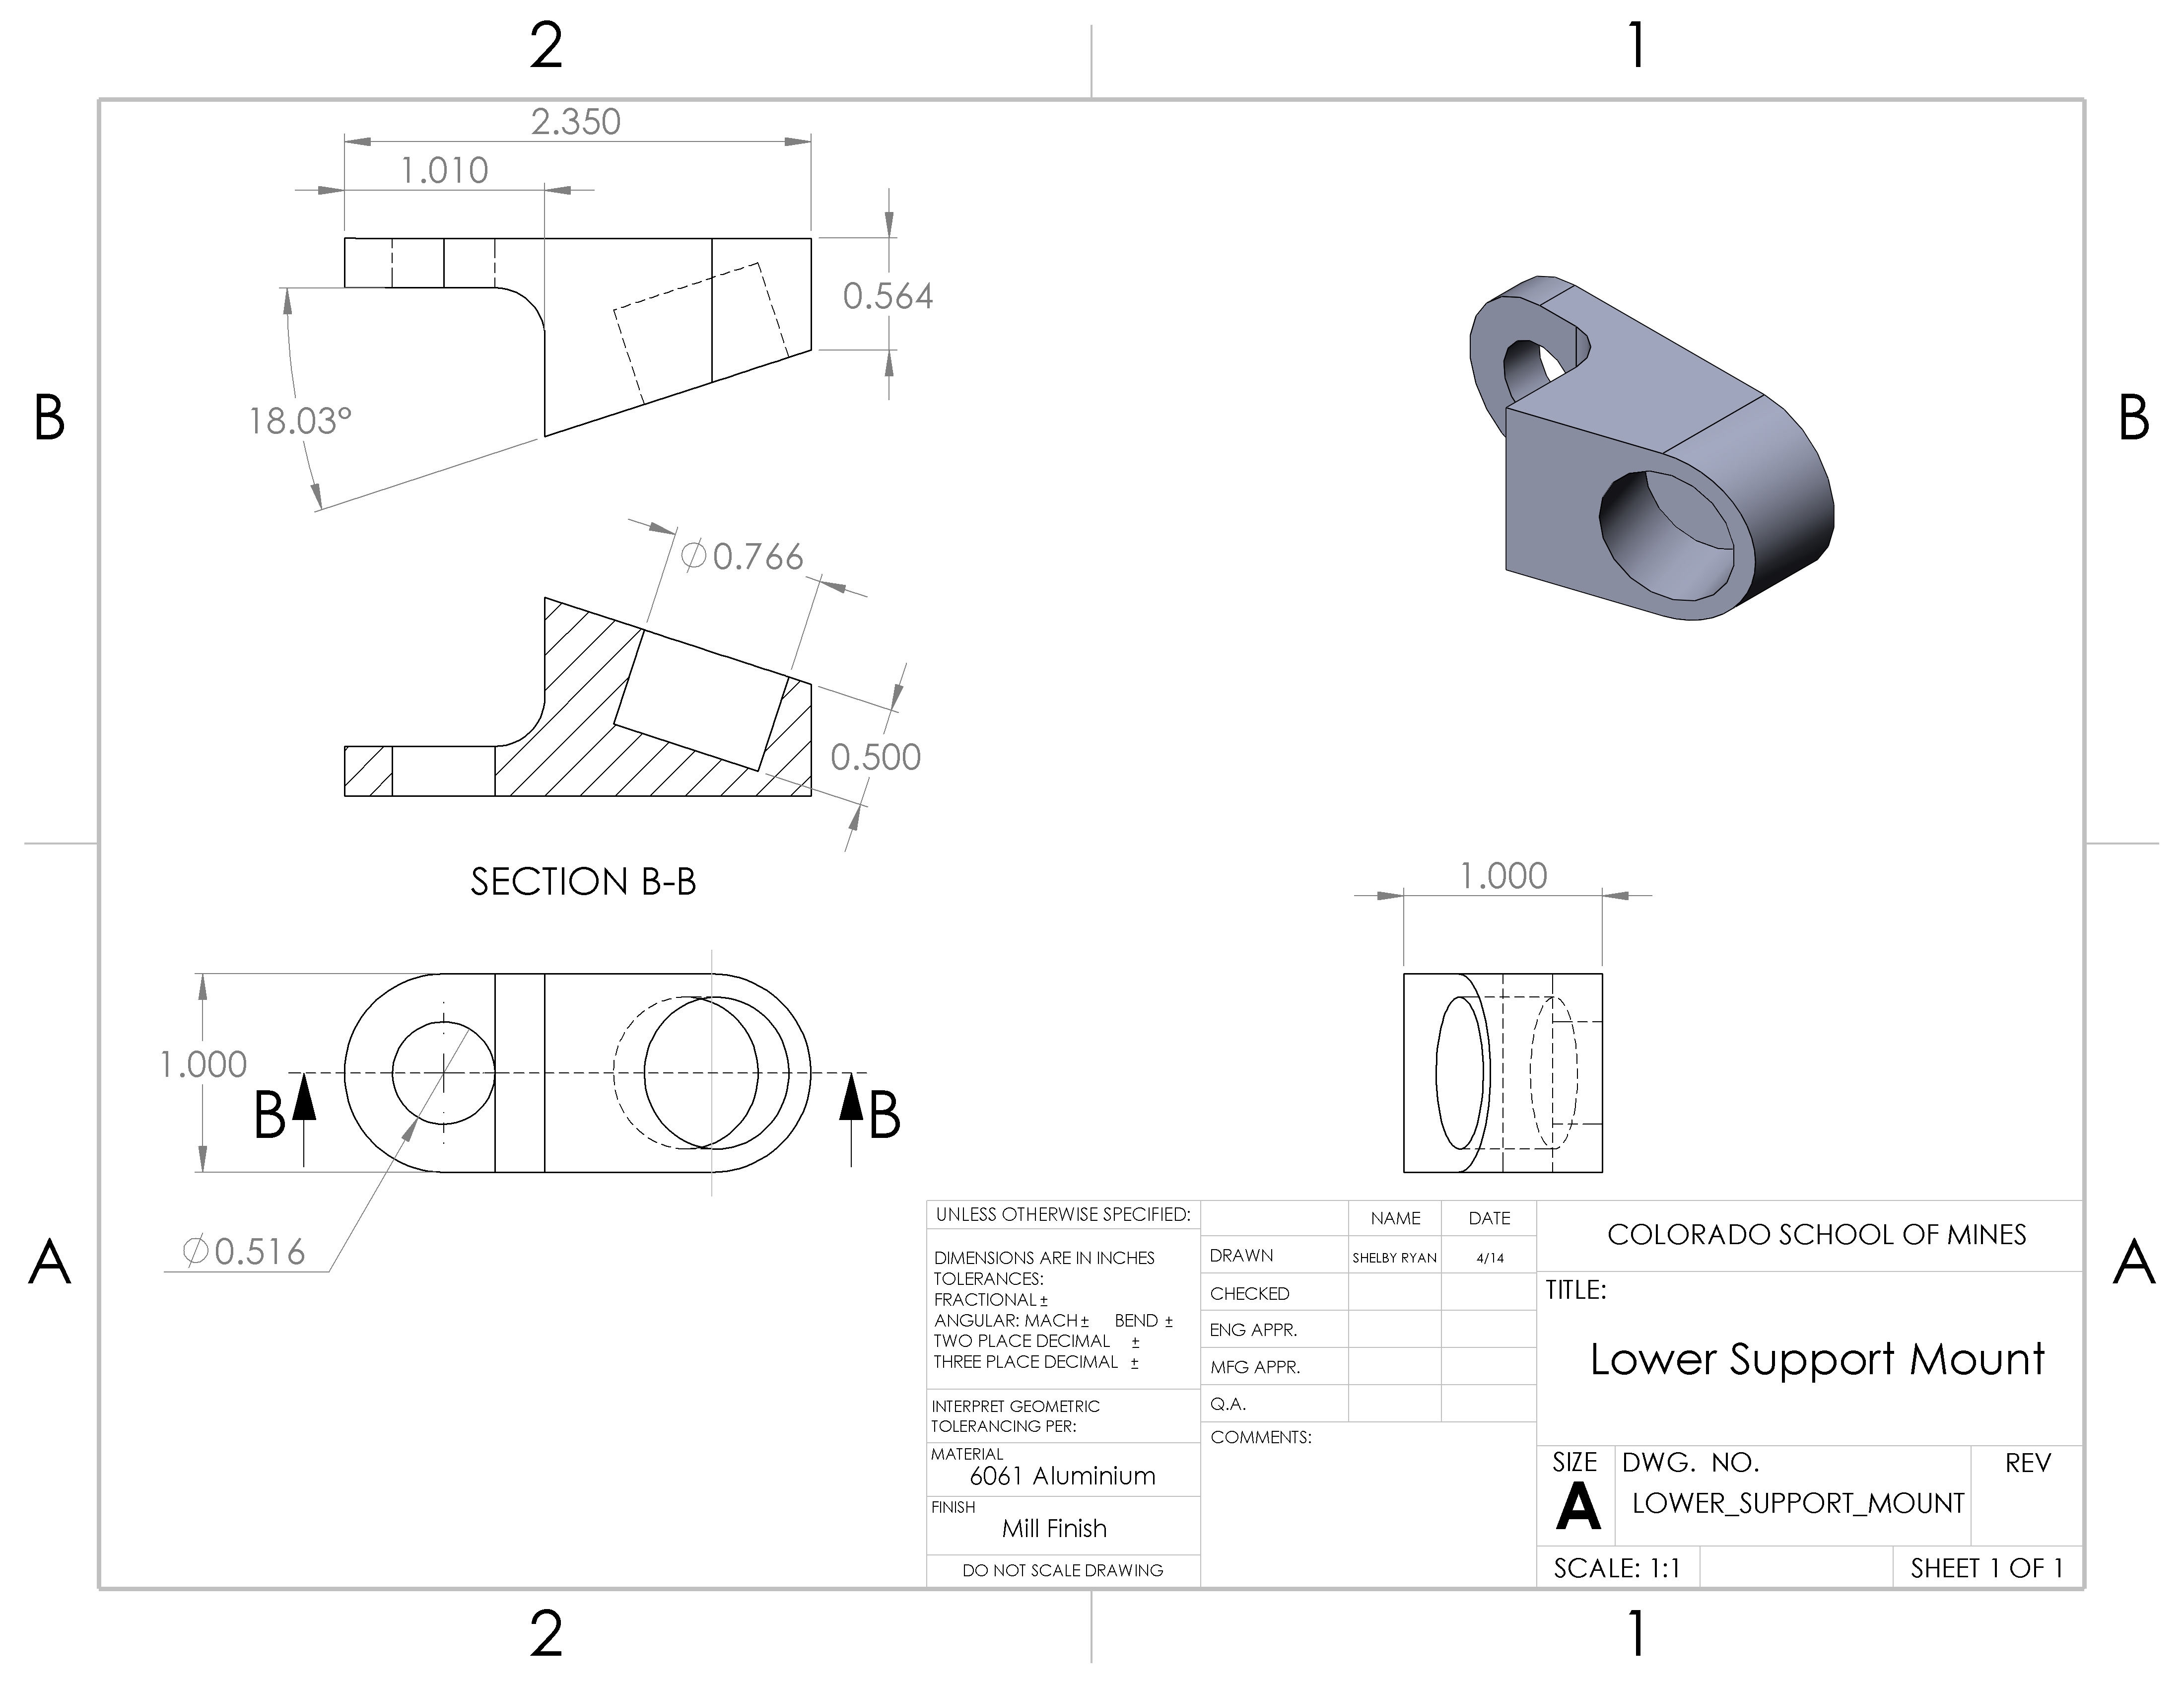 2 1
2.350
1.010
0.564
18.03°
B B
∅0.766
0.500
SECTION B-B
1.000
1.000
B B
∅0.516
A A
UNLESS OTHERWISE SPECIFIED:
DIMENSIONS ARE IN INCHES
TOLERANCES:
FRACTIONAL ±
ANGULAR: MACH ± BEND ±
TWO PLACE DECIMAL ±
THREE PLACE DECIMAL ±
INTERPRET GEOMETRIC
TOLERANCING PER:
MATERIAL
6061 Aluminium
FINISH
Mill Finish
DO NOT SCALE DRAWING
NAME DATE
DRAWN SHELBY RYAN 4/14
CHECKED
ENG APPR.
MFG APPR.
Q.A.
COMMENTS:
COLORADO SCHOOL OF MINES
TITLE:
Lower Support Mount
SIZE DWG. NO. REV
A LOWER_SUPPORT_MOUNT
SCALE: 1:1 SHEET 1 OF 1
2 1